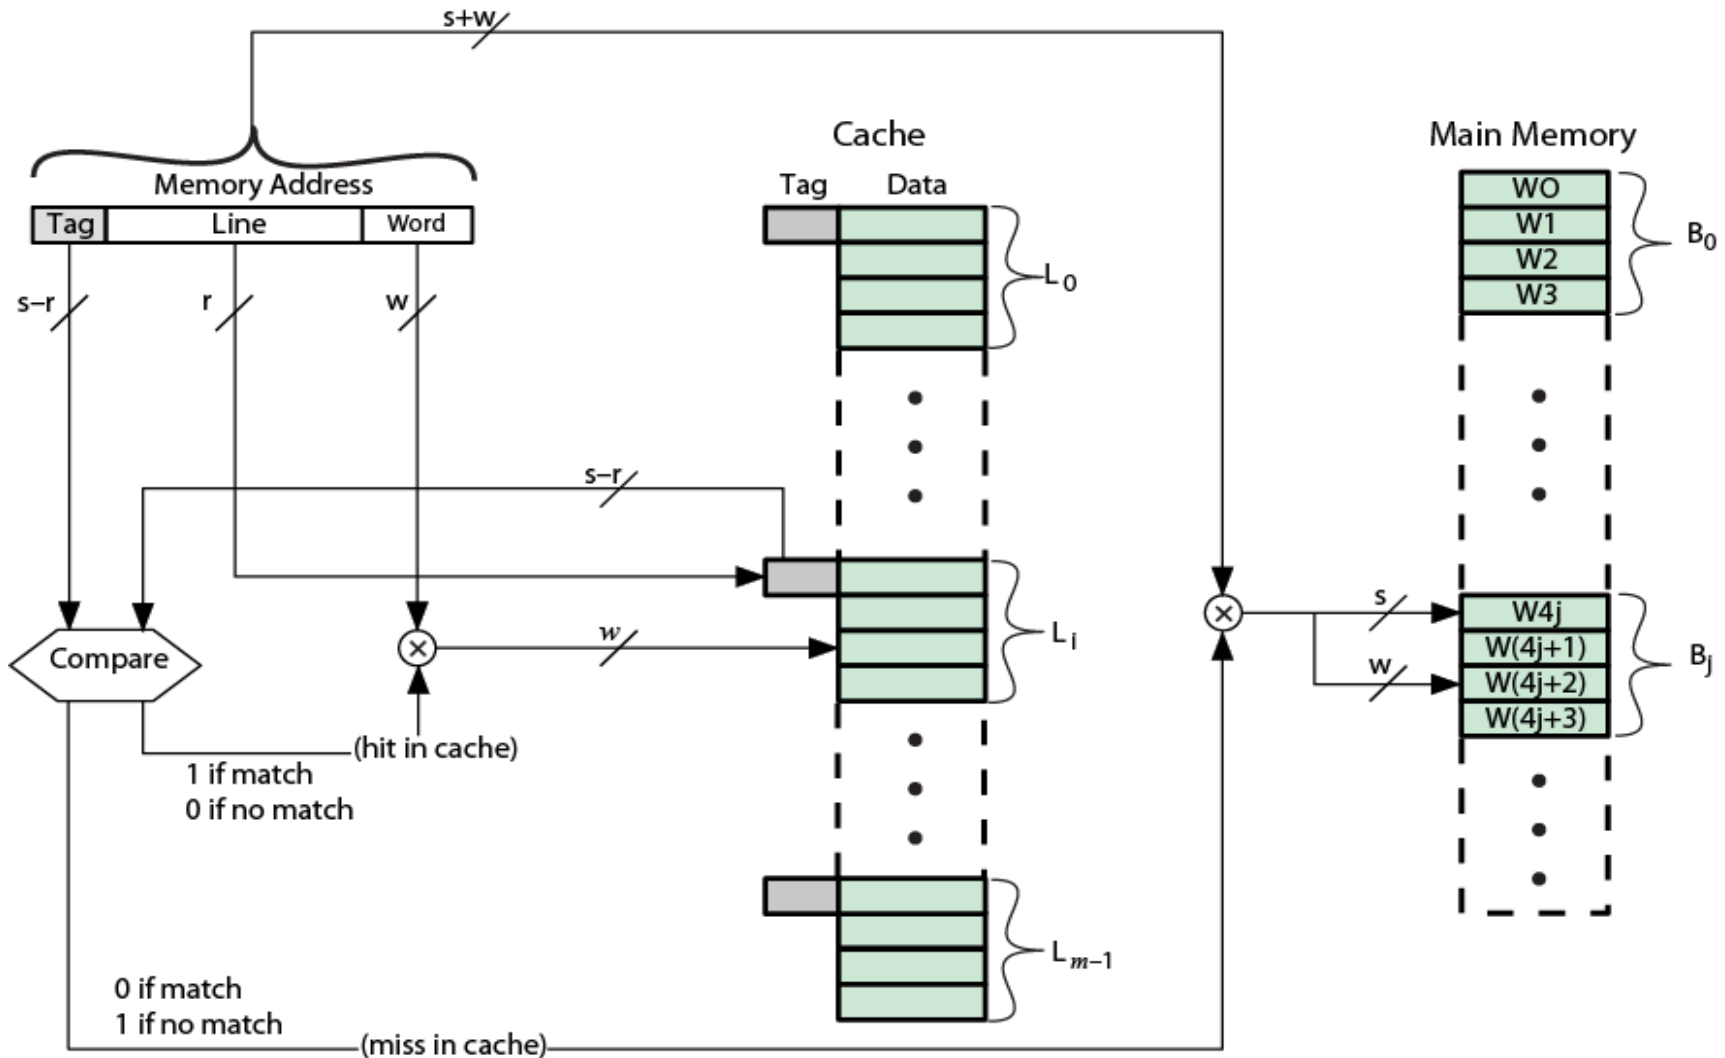 s+w
Cache
Main Memory
Memory Address
Tag Data
Tag Line Word
W0
W1
W2
W3
B0
L0
s–r
r
w
s–r
s
w
W4j
W(4j+1)
W(4j+2)
W(4j+3)
Bj
Li
Compare
w
(hit in cache)
1 if match
0 if no match
Lm–1
0 if match
1 if no match
(miss in cache)